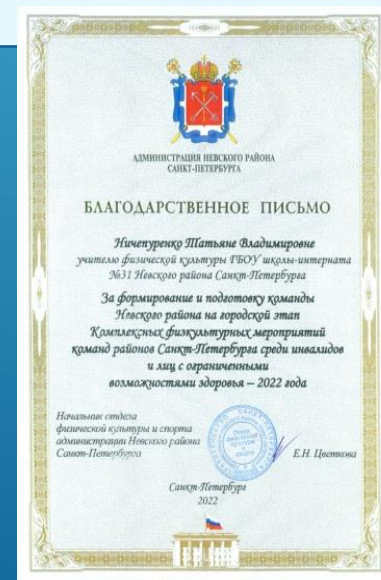 АДМИНИСТРАЦИЯ НЕВСКОГО РАЙОНА
САНКТ-ПЕТЕРБУРГА
БЛАГОДАРСТВЕННОЕ ПИСЬМО
Ничепуренко Татьяне Владимировне
учителю физической культуры ГБОУ школы-интерната
№31 Невского района Санкт-Петербурга
За формирование и подготовку команды
Невского района на городской этап
Комплексных физкультурных мероприятий
команд районов Санкт-Петербурга среди инвалидов
и лиц с ограниченными
возможностями здоровья – 2022 года
Начальник отдела
физической культуры и спорта
администрации Невского района
Санкт-Петербурга
Е.Н. Цветкова
Санкт-Петербург
2022